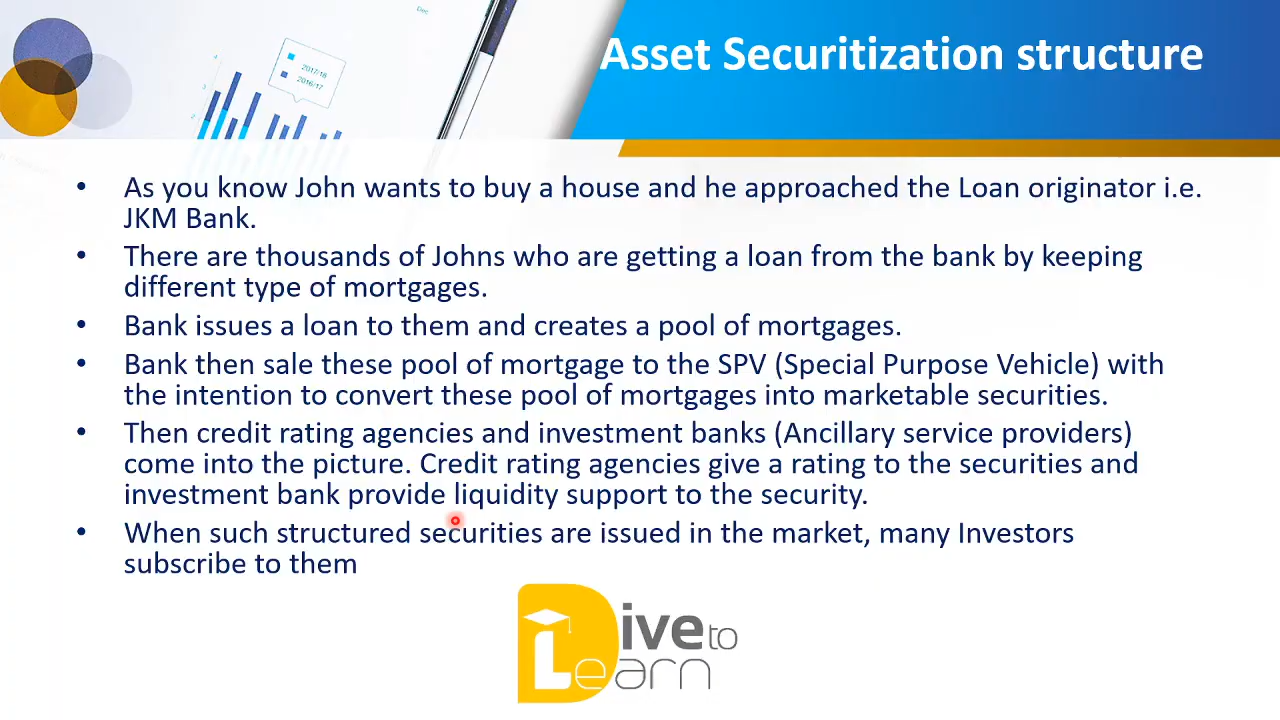 Asset Securitization structure
2017/18
2016/17
• As you know John wants to buy a house and he approached the Loan originator i.e.
JKM Bank.
• There are thousands of Johns who are getting a loan from the bank by keeping
different type of mortgages.
• Bank issues a loan to them and creates a pool of mortgages.
• Bank then sale these pool of mortgage to the SPV (Special Purpose Vehicle) with
the intention to convert these pool of mortgages into marketable securities.
• Then credit rating agencies and investment banks (Ancillary service providers)
come into the picture. Credit rating agencies give a rating to the securities and
investment bank provide liquidity support to the security.
• When such structured securities are issued in the market, many Investors
subscribe to them
Dive to
Learn